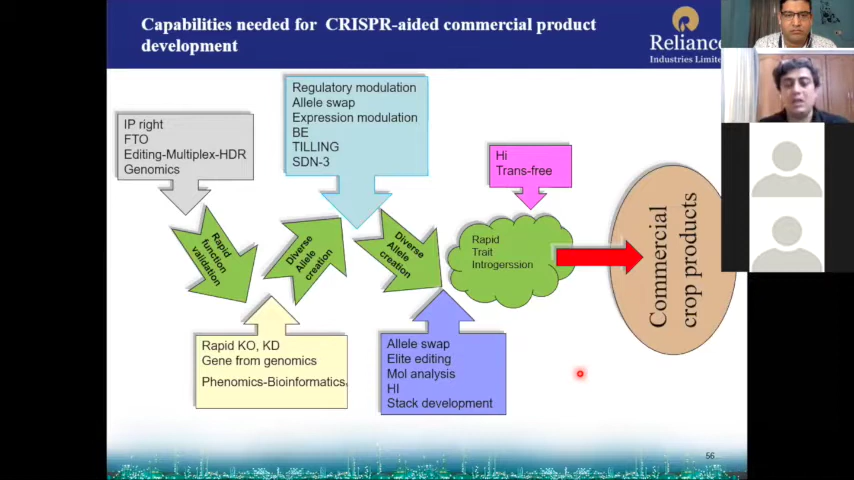 Capabilities needed for CRISPR-aided commercial product
development
Reliance
Industries Limite
IP right
FTO
Editing-Multiplex-HDR
Genomics
Regulatory modulation
Allele swap
Expression modulation
BE
TILLING
SDN-3
Hi
Trans-free
Rapid
function
validation
Diverse
Allele
creation
Diverse
Allele
creation
Rapid
Trait
Introgerssion
Commercial
crop products
Rapid KO, KD
Gene from genomics
Phenomics-Bioinformatics
Allele swap
Elite editing
Mol analysis
HI
Stack development
56